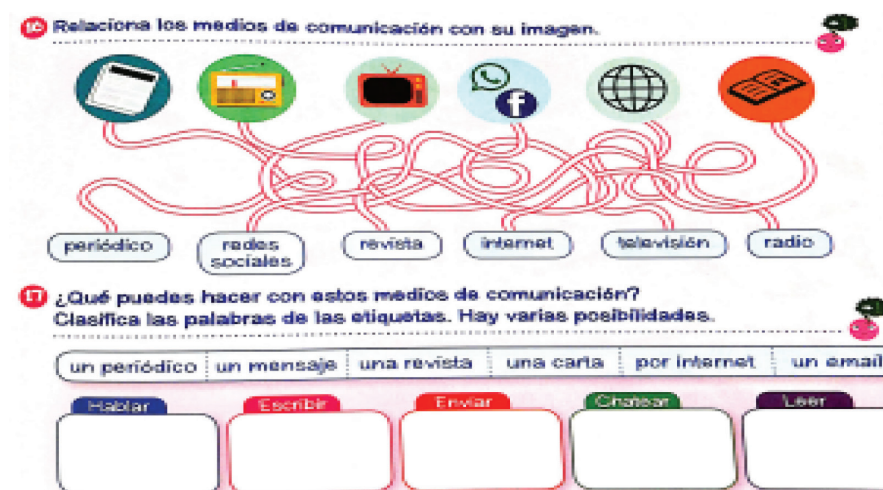 16 Relaciona los medios de comunicación con su imagen.
periódico
redes sociales
revista
internet
televisión
radio
17 ¿Qué puedes hacer con estos medios de comunicación?
Clasifica las palabras de las etiquetas. Hay varias posibilidades.
un periódico un mensaje una revista una carta por internet un email
Hablar Escribir Enviar Chatear Leer